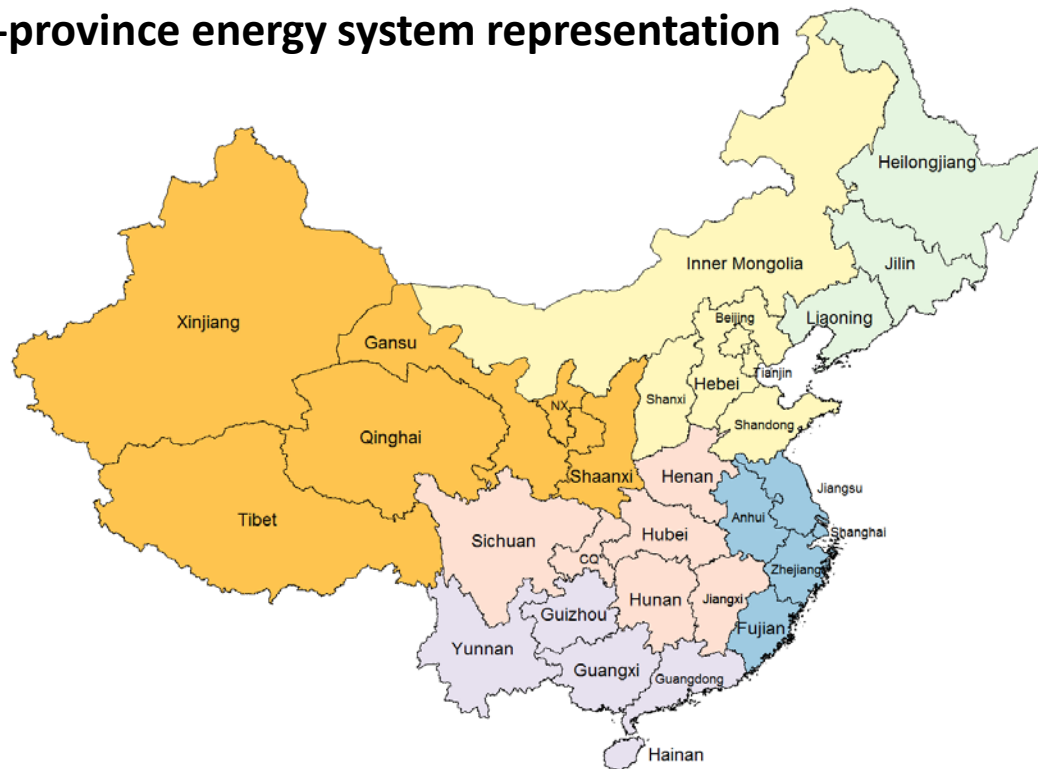 -province energy system representation
Heilongjiang
Jilin
Inner Mongolia
Liaoning
Beijing
Xinjiang
Gansu
Tianjin
Hebei
Shanxi
NX
Shandong
Qinghai
Shaanxi
Henan
Jiangsu
Anhui
Tibet
Shanghai
Sichuan
Hubei
CQ
Zhejiang
Hunan
Jiangxi
Guizhou
Fujian
Yunnan
Guangxi
Guangdong
Hainan